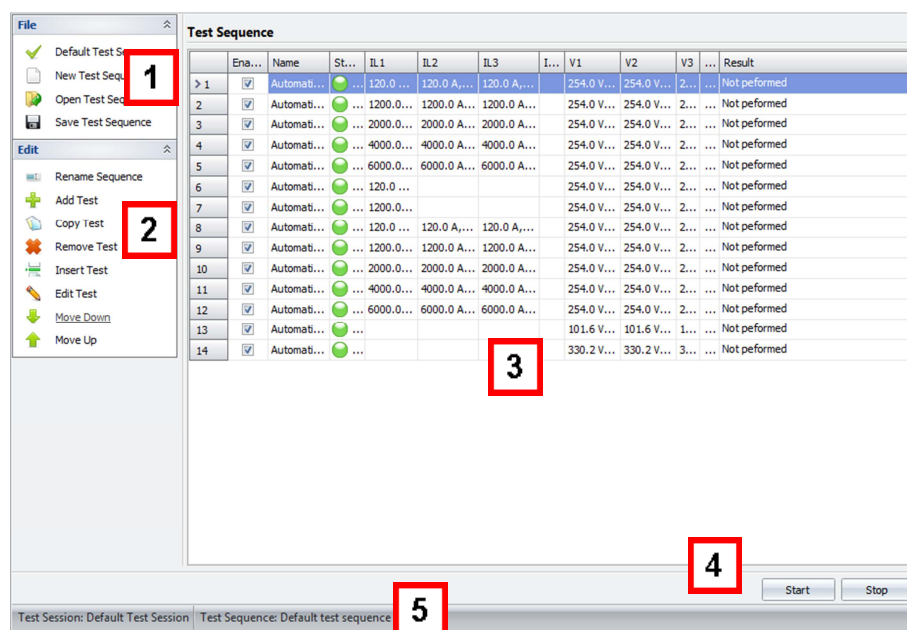 File
Default Test S
New Test Sequ
Open Test Sec
Save Test Sequence
1
Edit
Rename Sequence
Add Test
Copy Test
Remove Test
Insert Test
Edit Test
Move Down
Move Up
2
Test Sequence
Ena... Name St... IL1 IL2 IL3 I... V1 V2 V3 ... Result
> 1 Automati... ... 120.0 ... 120.0 A,... 120.0 A,... 254.0 V... 254.0 V... 2... ... Not peformed
2 Automati... ... 1200.0... 1200.0 A... 1200.0 A... 254.0 V... 254.0 V... 2... ... Not peformed
3 Automati... ... 2000.0... 2000.0 A... 2000.0 A... 254.0 V... 254.0 V... 2... ... Not peformed
4 Automati... ... 4000.0... 4000.0 A... 4000.0 A... 254.0 V... 254.0 V... 2... ... Not peformed
5 Automati... ... 6000.0... 6000.0 A... 6000.0 A... 254.0 V... 254.0 V... 2... ... Not peformed
6 Automati... ... 120.0 ... 254.0 V... 254.0 V... 2... ... Not peformed
7 Automati... ... 1200.0... 254.0 V... 254.0 V... 2... ... Not peformed
8 Automati... ... 120.0 ... 120.0 A,... 120.0 A,... 254.0 V... 254.0 V... 2... ... Not peformed
9 Automati... ... 1200.0... 1200.0 A... 1200.0 A... 254.0 V... 254.0 V... 2... ... Not peformed
10 Automati... ... 2000.0... 2000.0 A... 2000.0 A... 254.0 V... 254.0 V... 2... ... Not peformed
11 Automati... ... 4000.0... 4000.0 A... 4000.0 A... 254.0 V... 254.0 V... 2... ... Not peformed
12 Automati... ... 6000.0... 6000.0 A... 6000.0 A... 254.0 V... 254.0 V... 2... ... Not peformed
13 Automati... ... 101.6 V... 101.6 V... 1... ... Not peformed
14 Automati... ... 330.2 V... 330.2 V... 3... ... Not peformed
3
4
Start Stop
Test Session: Default Test Session Test Sequence: Default test sequence
5